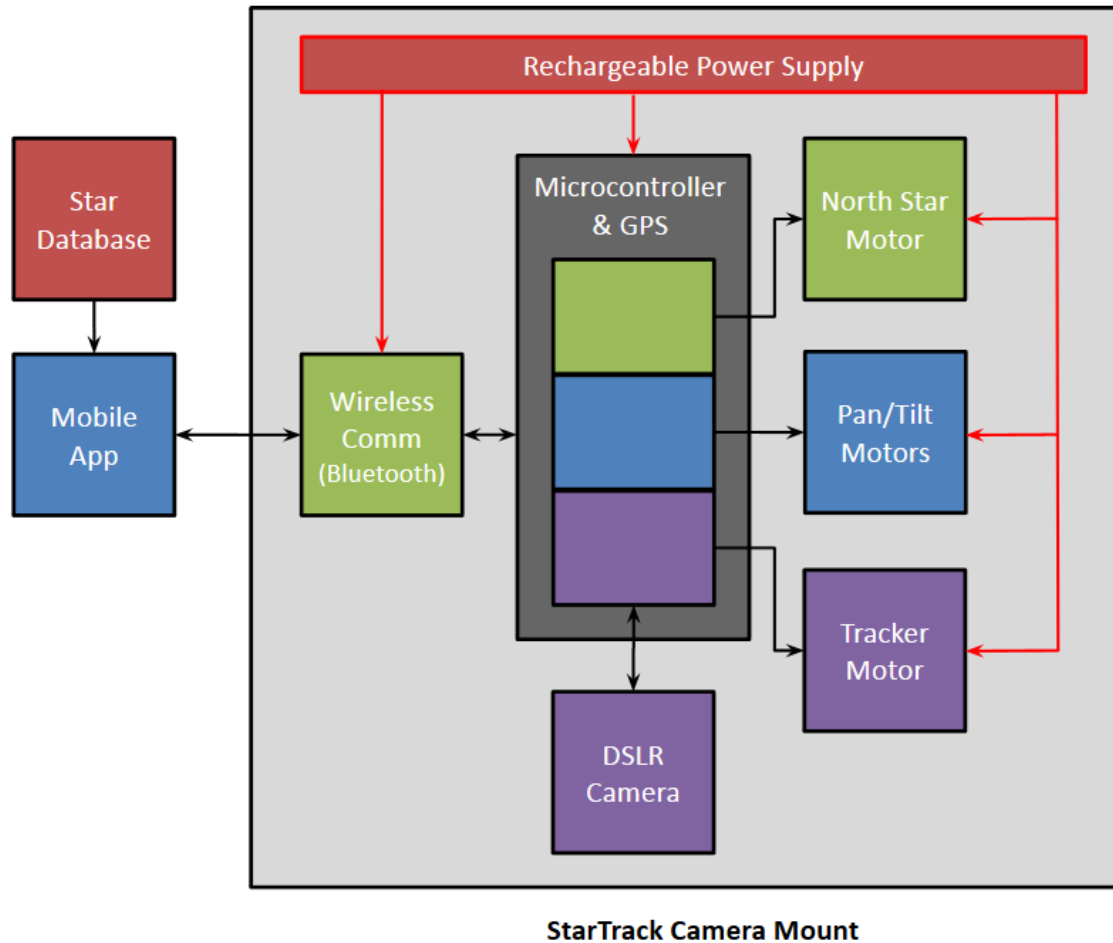 Rechargeable Power Supply
Star
Database
Microcontroller
& GPS
North Star
Motor
Mobile
App
Wireless
Comm
(Bluetooth)
Pan/Tilt
Motors
Tracker
Motor
DSLR
Camera
StarTrack Camera Mount